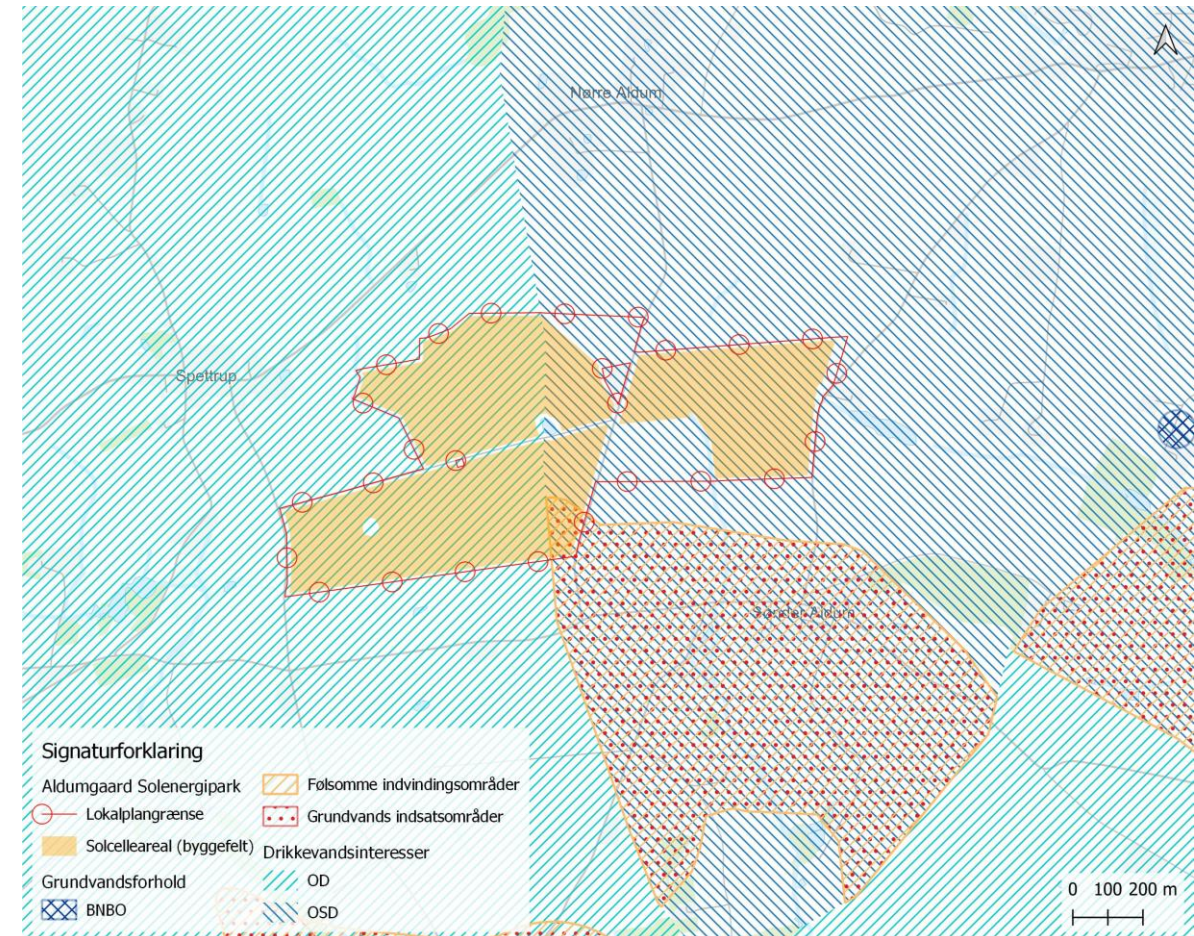 Nørre Aldum
Spettrup
Sønder Aldum
Signaturforklaring
Aldumgaard Solenergipark
Lokalplangrænse
Solcelleareal (byggefelt)
Grundvandsforhold
BNBO
Følsomme indvindingsområder
Grundvands indsatsområder
Drikkevandsinteresser
OD
OSD
0 100 200 m